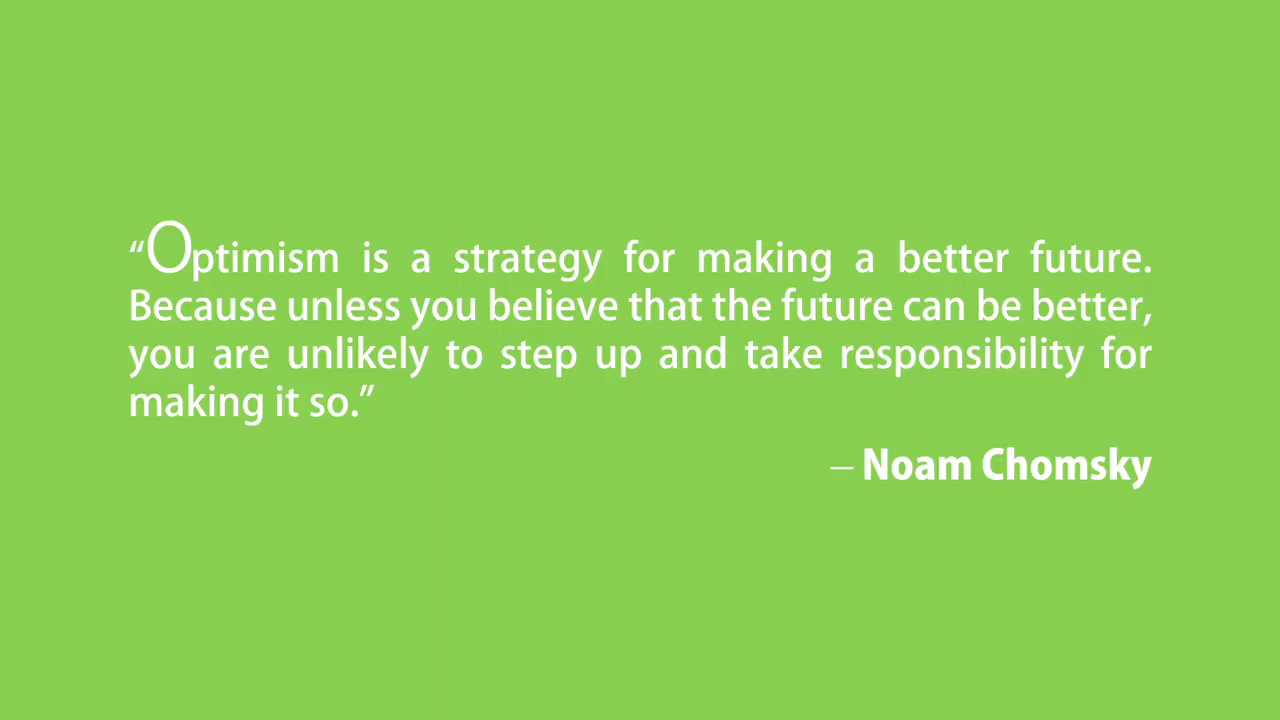 “Optimism is a strategy for making a better future.
Because unless you believe that the future can be better,
you are unlikely to step up and take responsibility for
making it so.”
– Noam Chomsky